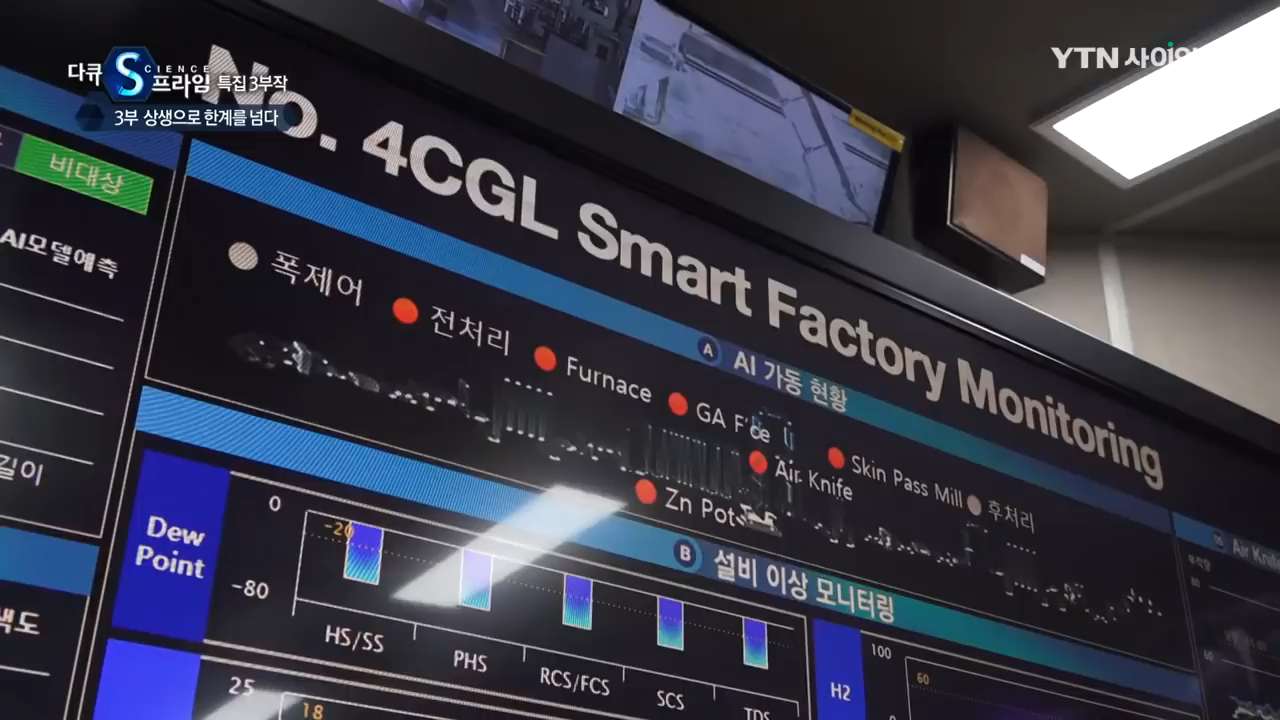 다큐 S 프라임 특집 3부작
SCIENCE
3부 상생으로 한계를 넘다
YTN 사이언
No. 4CGL Smart Factory Monitoring
비대상
AI모델예측
길이
색도
A AI 가동 현황
폭제어
전처리
Furnace
GA F'ce
Air Knife
Zn Pot
Skin Pass Mill
후처리
B 설비 이상 모니터링
Dew
Point
0
-20
-80
HS/SS
PHS
RCS/FCS
SCS
TDS
25
18
H2
100
60
Air Knif